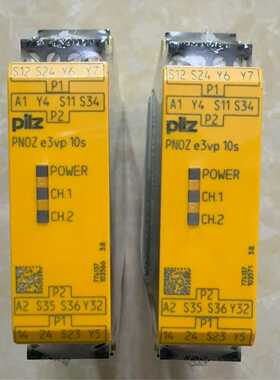 S12 S24 Y6 Y7
P1
A1 Y4 S11 S34
P2
pilz
PNOZ e3vp 10s
POWER
CH.1
CH.2
P2
A2 S35 S36 Y32
P1
14 24 S23 Y5
S12 S24 Y6 Y7
P1
A1 Y4 S11 S34
P2
pilz
PNOZ e3vp 10s
POWER
CH.1
CH.2
P2
A2 S35 S36 Y32
P1
14 24 S23 Y5